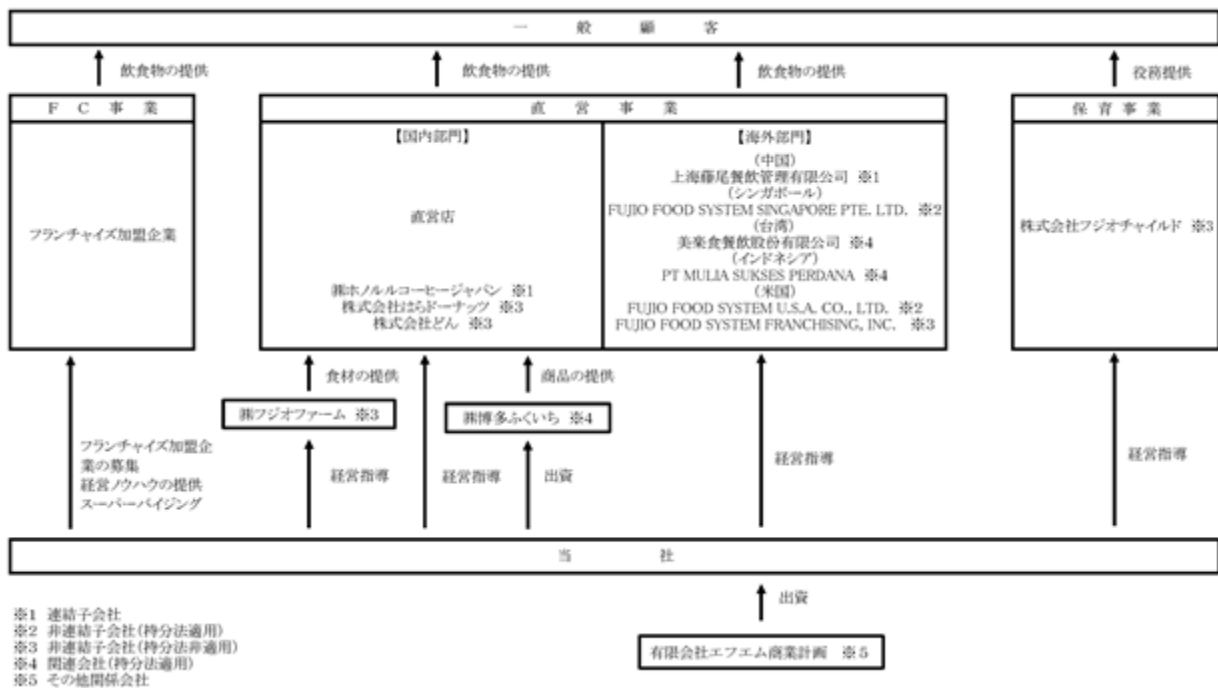 一般顧客
飲食物の提供
飲食物の提供
飲食物の提供
役務提供
FC事業
直営事業
保育事業
フランチャイズ加盟企業
【国内部門】
直営店
㈱ホノルルコーヒージャパン ※1
株式会社はらドーナッツ ※3
株式会社どん ※3
【海外部門】
(中国)
上海藤尾餐飲管理有限公司 ※1
(シンガポール)
FUJIO FOOD SYSTEM SINGAPORE PTE. LTD. ※2
(台湾)
美楽食餐飲股份有限公司 ※4
(インドネシア)
PT MULIA SUKSES PERDANA ※4
(米国)
FUJIO FOOD SYSTEM U.S.A. CO., LTD. ※2
FUJIO FOOD SYSTEM FRANCHISING, INC. ※3
株式会社フジオチャイルド ※3
食材の提供
商品の提供
㈱フジオファーム ※3
㈱博多ふくいち ※4
フランチャイズ加盟企
業の募集
経営ノウハウの提供
スーパーバイジング
経営指導
経営指導
出資
経営指導
経営指導
当社
出資
有限会社エフエム商業計画 ※5
※1 連結子会社
※2 非連結子会社(持分法適用)
※3 非連結子会社(持分法非適用)
※4 関連会社(持分法適用)
※5 その他関係会社